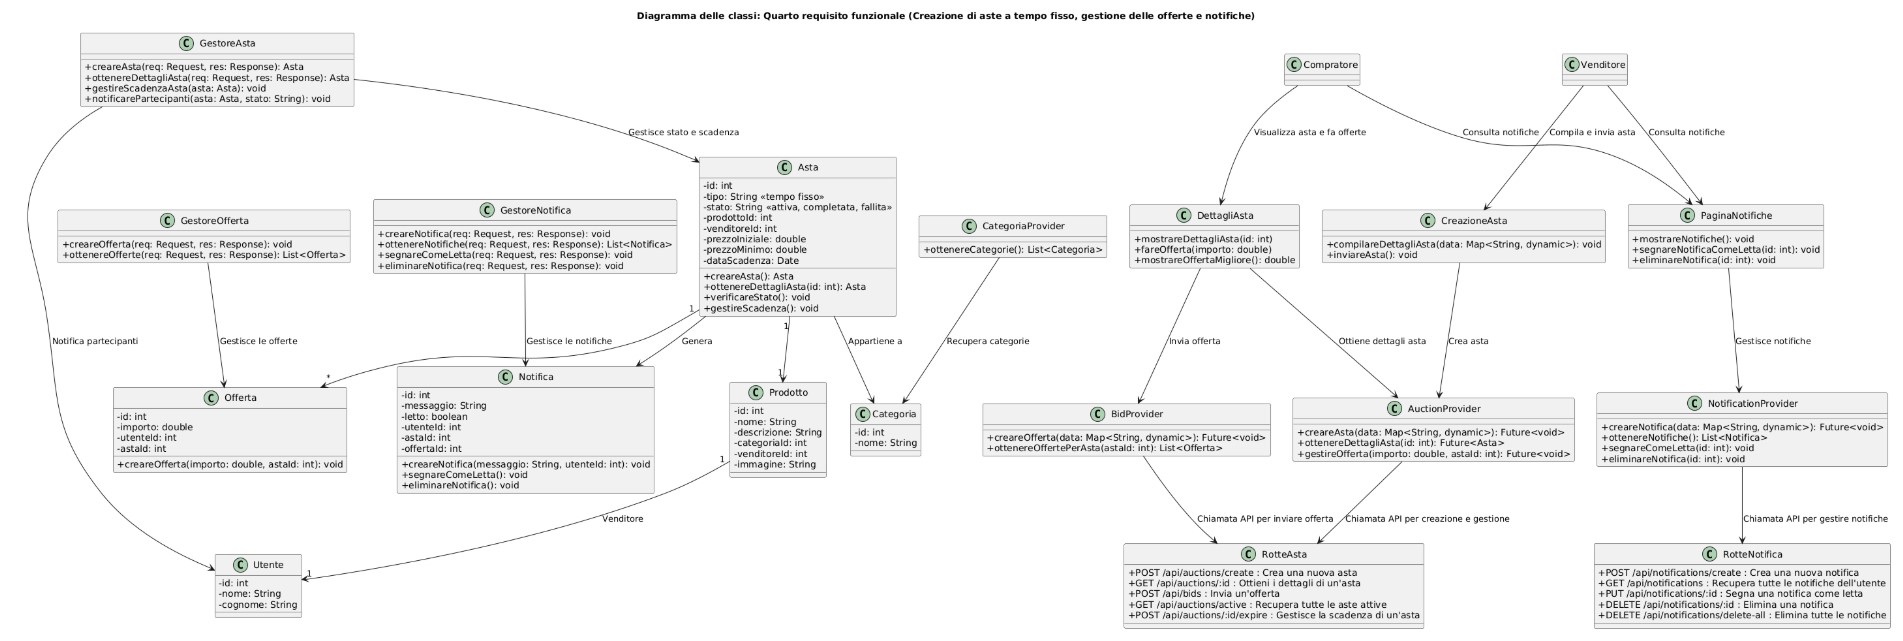 Diagramma delle classi: Quarto requisito funzionale (Creazione di aste a tempo fisso, gestione delle offerte e notifiche)
C GestoreAsta
+creareAsta(req: Request, res: Response): Asta
+ottenereDettagliAsta(req: Request, res: Response): Asta
+gestireScadenzaAsta(asta: Asta): void
+notificarePartecipanti(asta: Asta, stato: String): void
C Compratore
C Venditore
Gestisce stato e scadenza
Visualizza asta e fa offerte
Consulta notifiche
Compila e invia asta
Consulta notifiche
C GestoreOfferta
+creareOfferta(req: Request, res: Response): void
+ottenereOfferte(req: Request, res: Response): List<Offerta>
C GestoreNotifica
+creareNotifica(req: Request, res: Response): void
+ottenereNotifiche(req: Request, res: Response): List<Notifica>
+segnareComeLetta(req: Request, res: Response): void
+eliminareNotifica(req: Request, res: Response): void
C Asta
-id: int
-tipo: String «tempo fisso»
-stato: String «attiva, completata, fallita»
-prodottoId: int
-venditoreId: int
-prezzoIniziale: double
-prezzoMinimo: double
-dataScadenza: Date
+creareAsta(): Asta
+ottenereDettagliAsta(id: int): Asta
+verificareStato(): void
+gestireScadenza(): void
C CategoriaProvider
+ottenereCategorie(): List<Categoria>
C DettagliAsta
+mostrareDettagliAsta(id: int)
+fareOfferta(importo: double)
+mostrareOffertaMigliore(): double
C CreazioneAsta
+compilareDettagliAsta(data: Map<String, dynamic>): void
+inviareAsta(): void
C PaginaNotifiche
+mostrareNotifiche(): void
+segnareNotificaComeLetta(id: int): void
+eliminareNotifica(id: int): void
1
1
Notifica partecipanti
Gestisce le offerte
Gestisce le notifiche
Genera
Appartiene a
Recupera categorie
Invia offerta
Ottiene dettagli asta
Crea asta
Gestisce notifiche
*
1
C Offerta
-id: int
-importo: double
-utenteId: int
-astaId: int
+creareOfferta(importo: double, astaId: int): void
C Notifica
-id: int
-messaggio: String
-letto: boolean
-utenteId: int
-astaId: int
-offertaId: int
+creareNotifica(messaggio: String, utenteId: int): void
+segnareComeLetta(): void
+eliminareNotifica(): void
C Prodotto
-id: int
-nome: String
-descrizione: String
-categoriaId: int
-venditoreId: int
-immagine: String
C Categoria
-id: int
-nome: String
C BidProvider
+creareOfferta(data: Map<String, dynamic>): Future<void>
+ottenereOffertePerAsta(astaId: int): List<Offerta>
C AuctionProvider
+creareAsta(data: Map<String, dynamic>): Future<void>
+ottenereDettagliAsta(id: int): Future<Asta>
+gestireOfferta(importo: double, astaId: int): Future<void>
C NotificationProvider
+creareNotifica(data: Map<String, dynamic>): Future<void>
+ottenereNotifiche(): List<Notifica>
+segnareComeLetta(id: int): void
+eliminareNotifica(id: int): void
1
Venditore
1
Chiamata API per inviare offerta
Chiamata API per creazione e gestione
Chiamata API per gestire notifiche
C Utente
-id: int
-nome: String
-cognome: String
C RotteAsta
+POST /api/auctions/create : Crea una nuova asta
+GET /api/auctions/:id : Ottieni i dettagli di un'asta
+POST /api/bids : Invia un'offerta
+GET /api/auctions/active : Recupera tutte le aste attive
+POST /api/auctions/:id/expire : Gestisce la scadenza di un'asta
C RotteNotifica
+POST /api/notifications/create : Crea una nuova notifica
+GET /api/notifications : Recupera tutte le notifiche dell'utente
+PUT /api/notifications/:id : Segna una notifica come letta
+DELETE /api/notifications/:id : Elimina una notifica
+DELETE /api/notifications/delete-all : Elimina tutte le notifiche